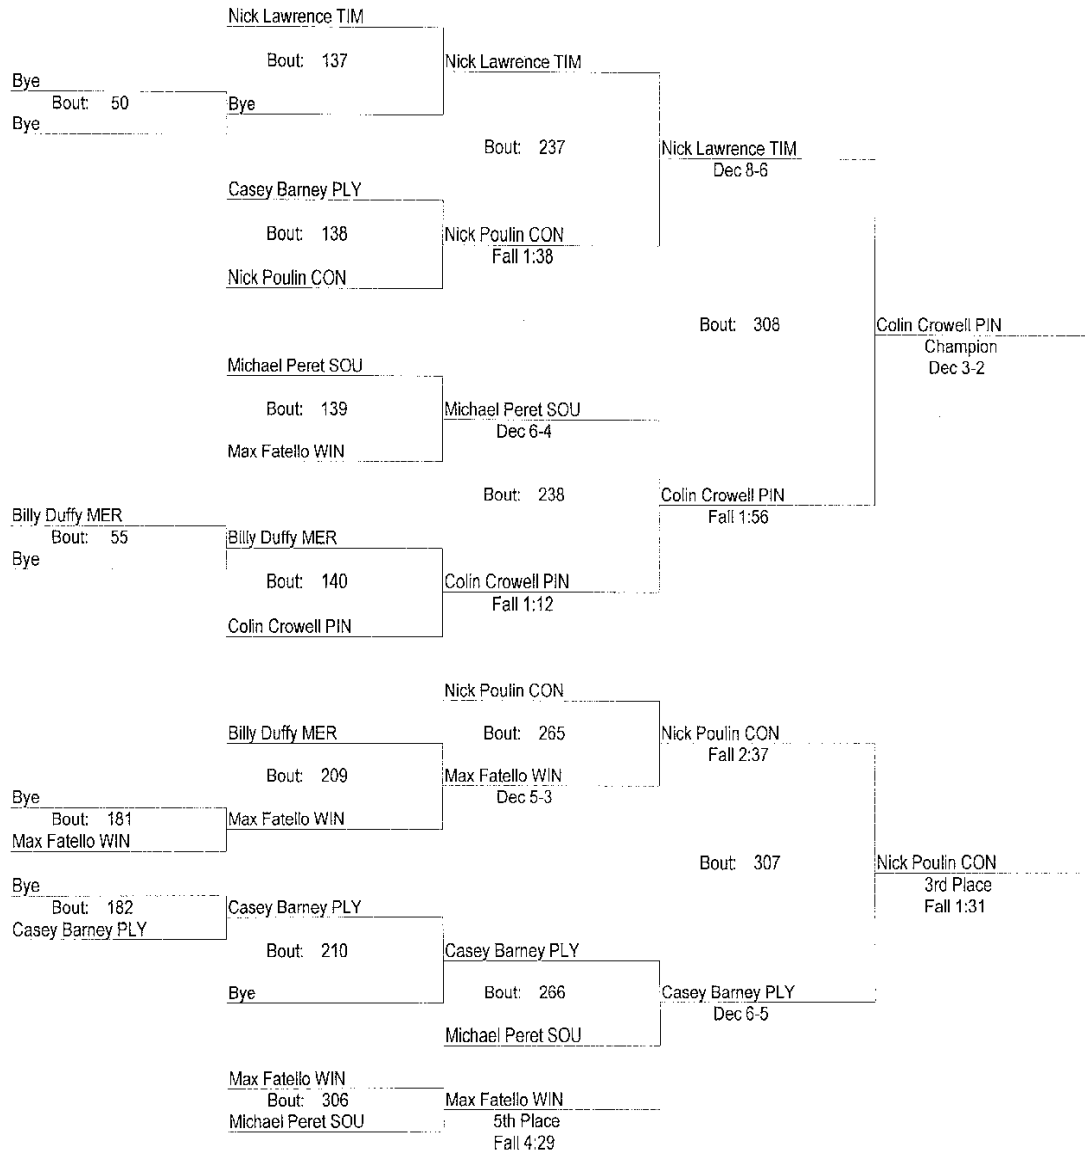 Nick Lawrence TIM
Bout: 137
Nick Lawrence TIM
Bye
Bout: 50
Bye
Bye
Bout: 237
Nick Lawrence TIM
Dec 8-6
Casey Barney PLY
Bout: 138
Nick Poulin CON
Fall 1:38
Nick Poulin CON
Bout: 308
Colin Crowell PIN
Champion
Dec 3-2
Michael Peret SOU
Bout: 139
Michael Peret SOU
Dec 6-4
Max Fatello WIN
Bout: 238
Colin Crowell PIN
Fall 1:56
Billy Duffy MER
Bout: 55
Bye
Billy Duffy MER
Bout: 140
Colin Crowell PIN
Fall 1:12
Colin Crowell PIN
Nick Poulin CON
Billy Duffy MER
Bout: 265
Nick Poulin CON
Fall 2:37
Bout: 209
Max Fatello WIN
Dec 5-3
Bye
Bout: 181
Max Fatello WIN
Max Fatello WIN
Bout: 307
Nick Poulin CON
3rd Place
Fall 1:31
Bye
Bout: 182
Casey Barney PLY
Casey Barney PLY
Bout: 210
Casey Barney PLY
Bye
Bout: 266
Casey Barney PLY
Dec 6-5
Michael Peret SOU
Max Fatello WIN
Bout: 306
Michael Peret SOU
Max Fatello WIN
5th Place
Fall 4:29